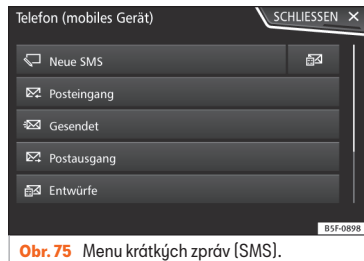 Telefon (mobiles Gerät)
SCHLIESSEN ×
Neue SMS
Posteingang
Gesendet
Postausgang
Entwürfe
B5F-0898
Obr. 75 Menu krátkých zpráv (SMS).